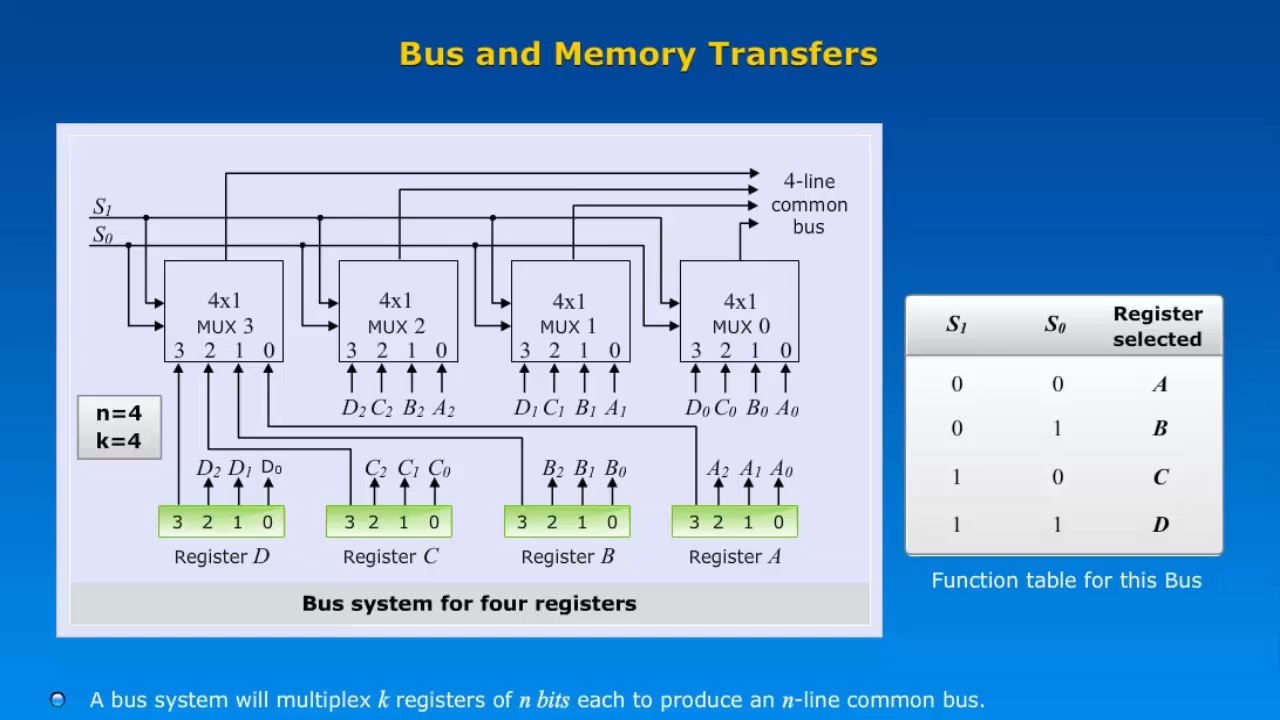 Bus and Memory Transfers
4-line
common
bus
S1
S0
4x1
MUX 3
3 2 1 0
4x1
MUX 2
3 2 1 0
4x1
MUX 1
3 2 1 0
4x1
MUX 0
3 2 1 0
D2 C2 B2 A2
D1 C1 B1 A1
D0 C0 B0 A0
n=4
k=4
D2 D1 D0
C2 C1 C0
B2 B1 B0
A2 A1 A0
3 2 1 0
3 2 1 0
3 2 1 0
3 2 1 0
Register D
Register C
Register B
Register A
Bus system for four registers
S1 S0 Register
selected
0 0 A
0 1 B
1 0 C
1 1 D
Function table for this Bus
A bus system will multiplex k registers of n bits each to produce an n-line common bus.